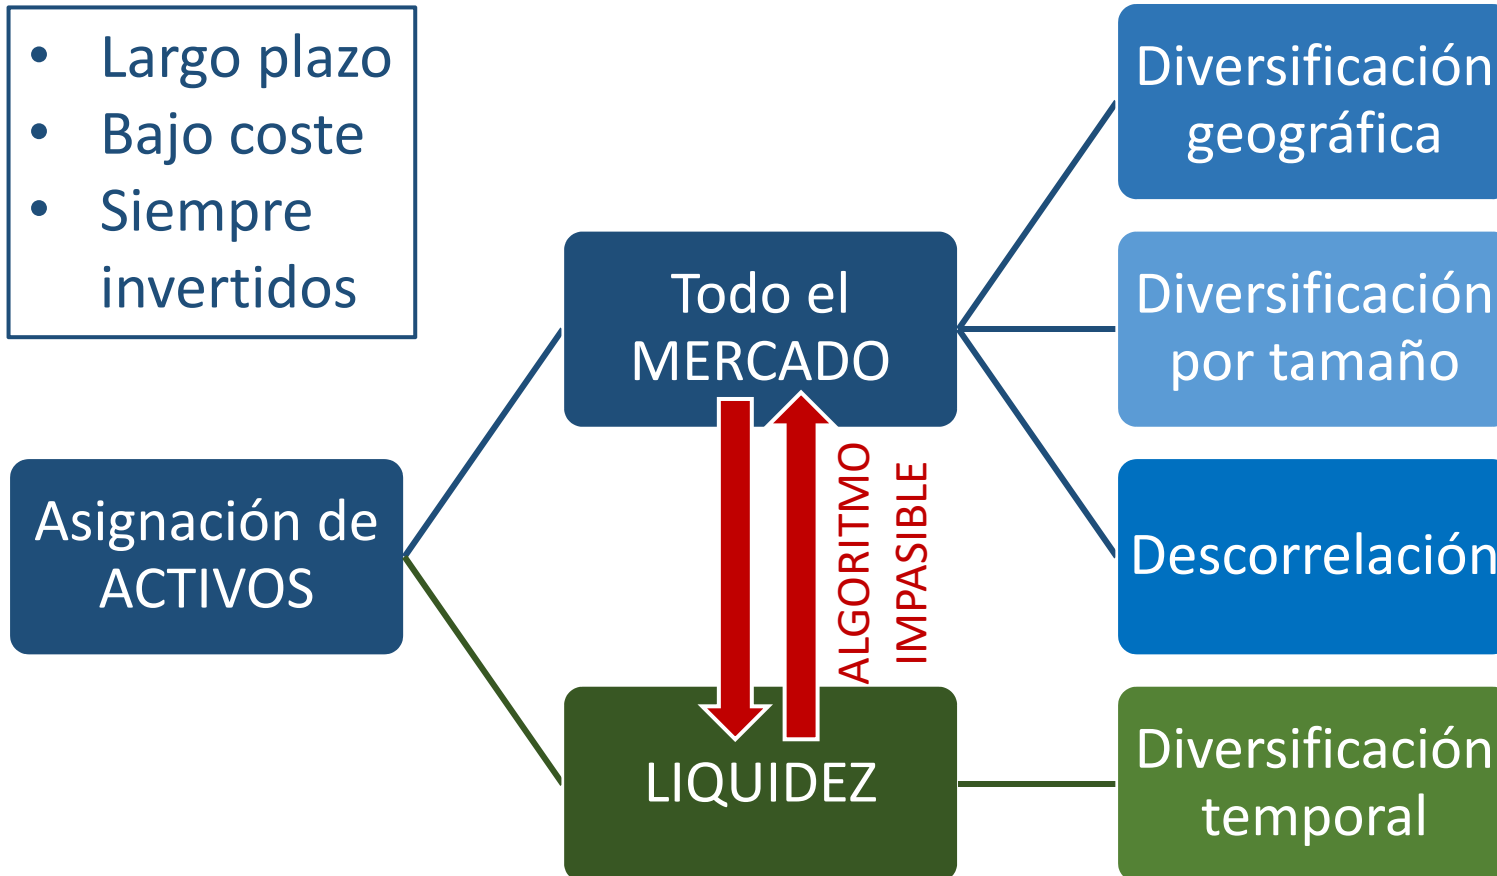 • Largo plazo
• Bajo coste
• Siempre
invertidos
Asignación de
ACTIVOS
Todo el
MERCADO
ALGORITMO
IMPASIBLE
LIQUIDEZ
Diversificación
geográfica
Diversificación
por tamaño
Descorrelación
Diversificación
temporal